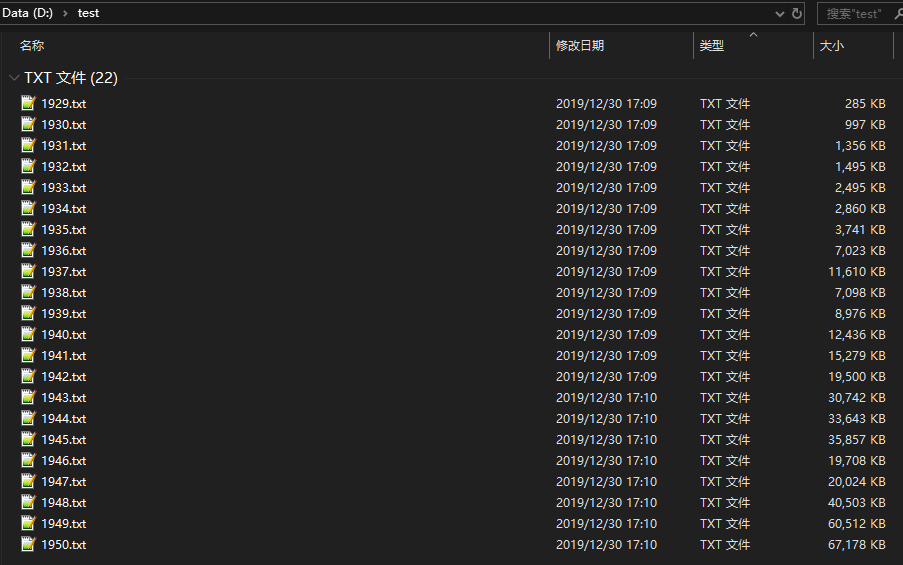 Data (D:) › test 搜索"test"
名称 修改日期 类型 大小
TXT 文件 (22)
1929.txt 2019/12/30 17:09 TXT 文件 285 KB
1930.txt 2019/12/30 17:09 TXT 文件 997 KB
1931.txt 2019/12/30 17:09 TXT 文件 1,356 KB
1932.txt 2019/12/30 17:09 TXT 文件 1,495 KB
1933.txt 2019/12/30 17:09 TXT 文件 2,495 KB
1934.txt 2019/12/30 17:09 TXT 文件 2,860 KB
1935.txt 2019/12/30 17:09 TXT 文件 3,741 KB
1936.txt 2019/12/30 17:09 TXT 文件 7,023 KB
1937.txt 2019/12/30 17:09 TXT 文件 11,610 KB
1938.txt 2019/12/30 17:09 TXT 文件 7,098 KB
1939.txt 2019/12/30 17:09 TXT 文件 8,976 KB
1940.txt 2019/12/30 17:09 TXT 文件 12,436 KB
1941.txt 2019/12/30 17:09 TXT 文件 15,279 KB
1942.txt 2019/12/30 17:09 TXT 文件 19,500 KB
1943.txt 2019/12/30 17:10 TXT 文件 30,742 KB
1944.txt 2019/12/30 17:10 TXT 文件 33,643 KB
1945.txt 2019/12/30 17:10 TXT 文件 35,857 KB
1946.txt 2019/12/30 17:10 TXT 文件 19,708 KB
1947.txt 2019/12/30 17:10 TXT 文件 20,024 KB
1948.txt 2019/12/30 17:10 TXT 文件 40,503 KB
1949.txt 2019/12/30 17:10 TXT 文件 60,512 KB
1950.txt 2019/12/30 17:10 TXT 文件 67,178 KB